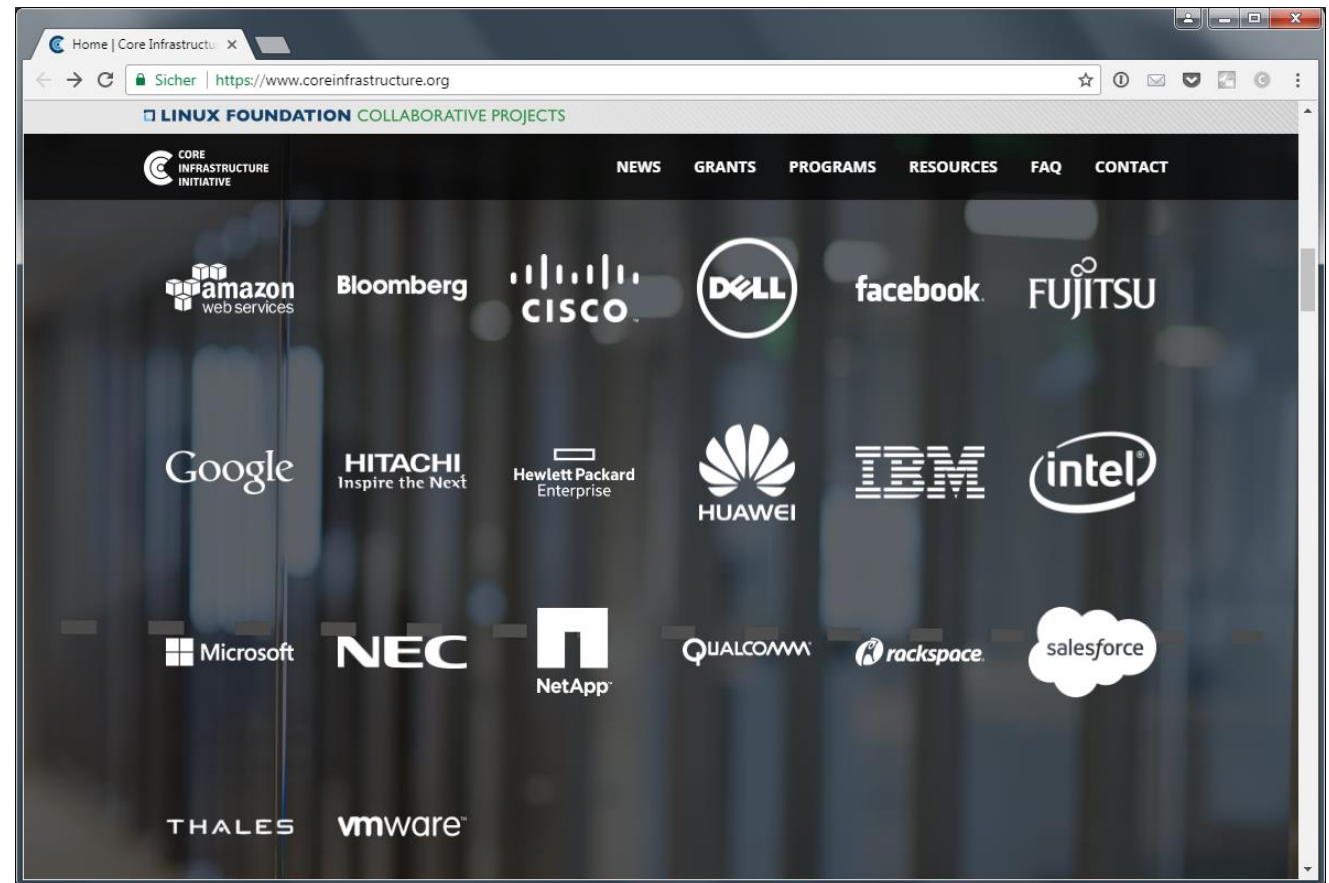 Home | Core Infrastructu
Sicher | https://www.coreinfrastructure.org
LINUX FOUNDATION COLLABORATIVE PROJECTS
CORE
INFRASTRUCTURE
INITIATIVE
NEWS GRANTS PROGRAMS RESOURCES FAQ CONTACT
amazon
web services
Bloomberg
CISCO
DELL
facebook
FUJITSU
Google
HITACHI
Inspire the Next
Hewlett Packard
Enterprise
HUAWEI
IBM
intel
Microsoft
NEC
NetApp
QUALCOMM
rackspace
salesforce
THALES
vmware